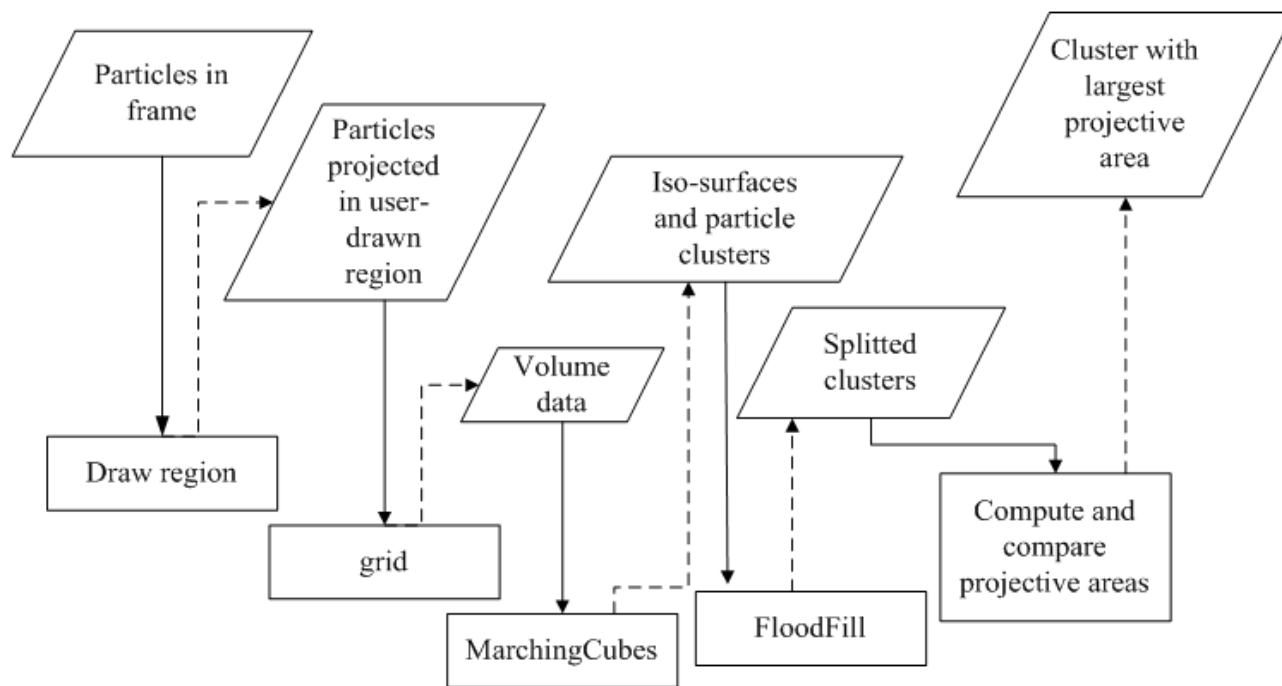 Particles in
frame
Draw region
Particles
projected
in user-
drawn
region
grid
Volume
data
MarchingCubes
Iso-surfaces
and particle
clusters
FloodFill
Splitted
clusters
Compute and
compare
projective areas
Cluster with
largest
projective
area